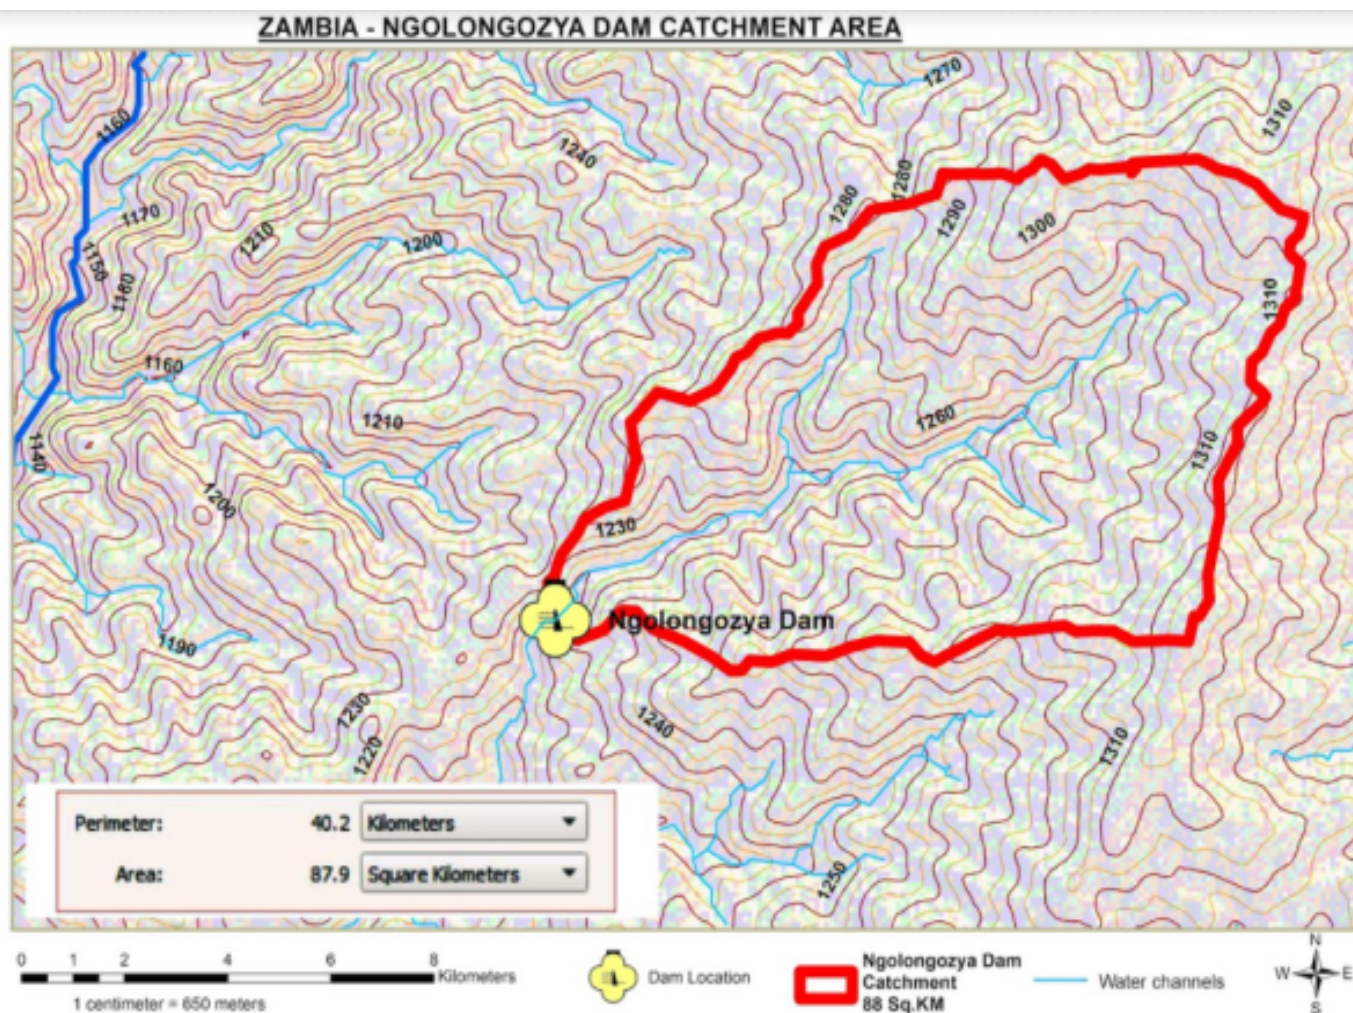 ZAMBIA - NGOLONGOZYA DAM CATCHMENT AREA
1270
1310
1160
1240
1280
1280
1170
1290
1300
1210
1200
1150
1180
1310
1160
1260
1210
1310
1140
1200
1230
Ngolongozya Dam
1190
1230
1240
1220
1310
Perimeter: 40.2 Kilometers
Area: 87.9 Square Kilometers
1250
0 1 2 4 6 8
Kilometers
1 centimeter = 650 meters
Dam Location
Ngolongozya Dam
Catchment
88 Sq.KM
Water channels
N
W E
S